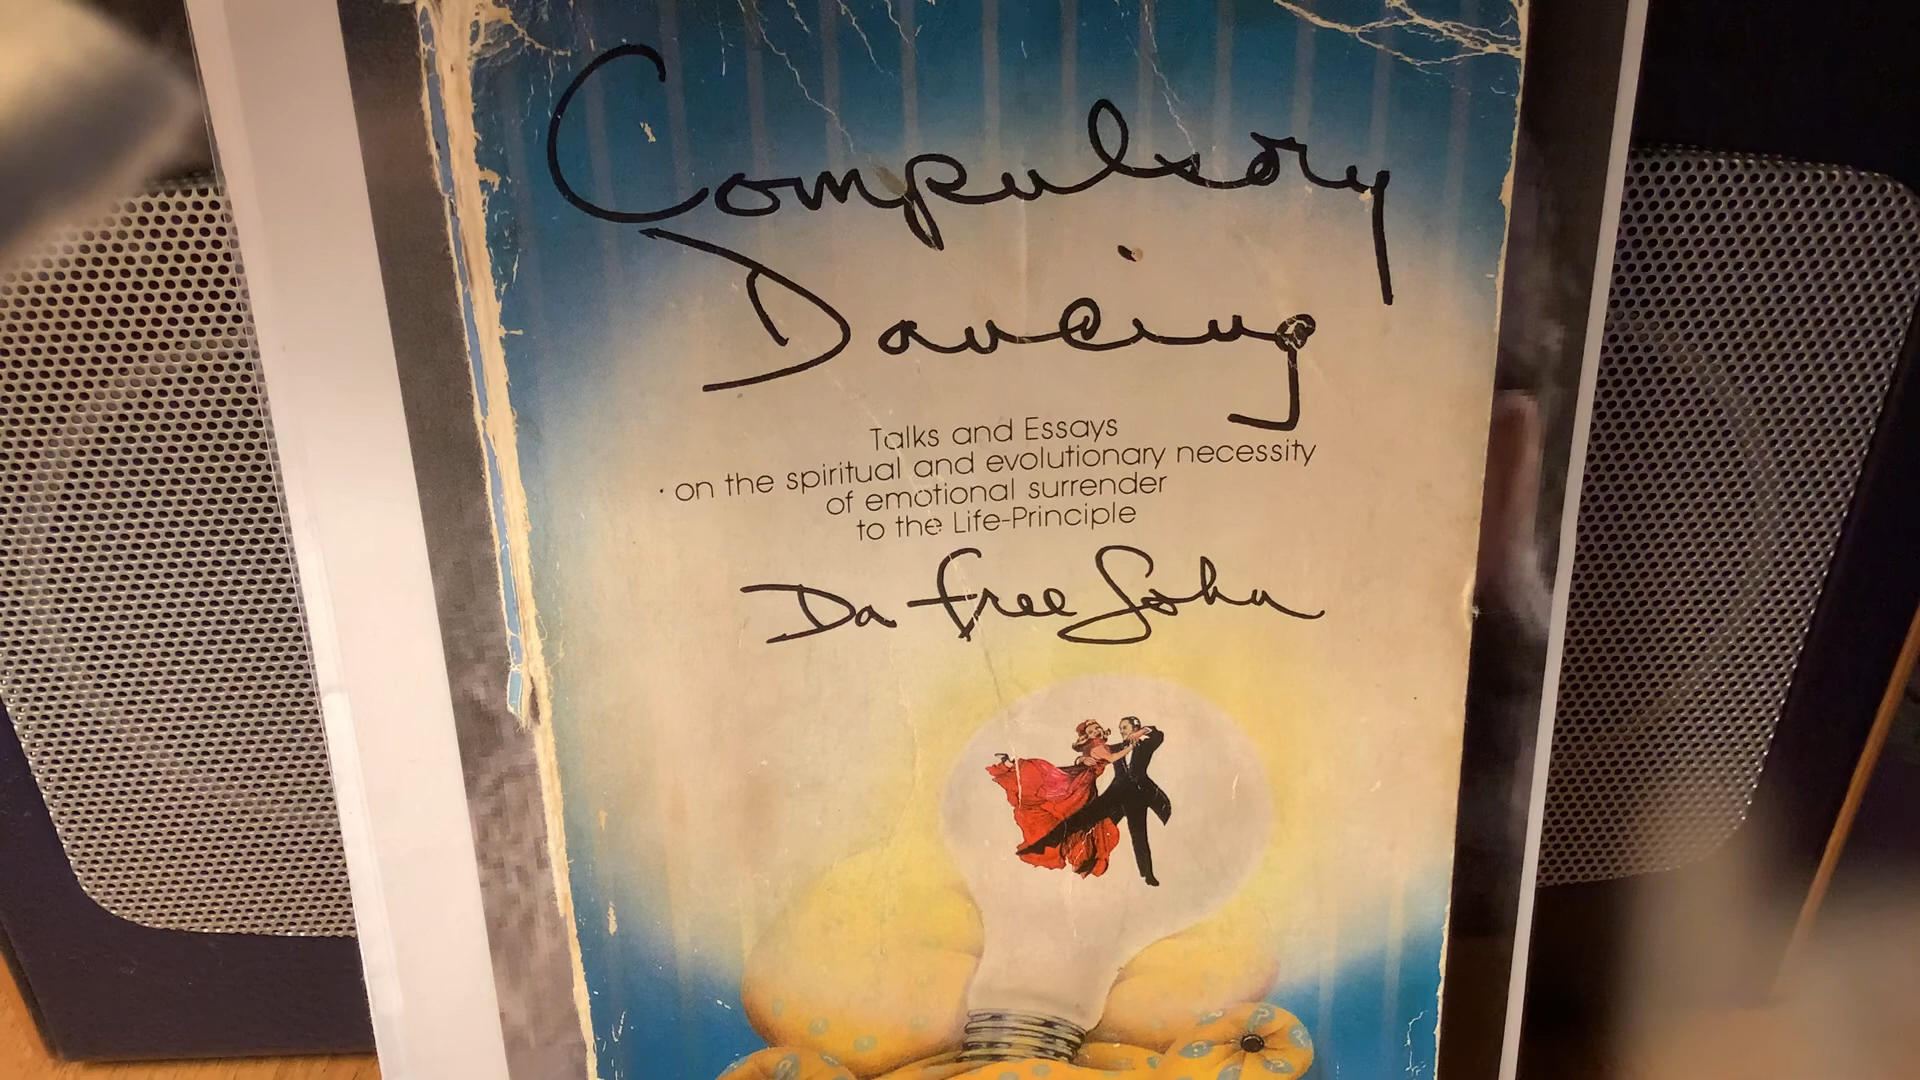 Compulsory
Dancing
Talks and Essays
on the spiritual and evolutionary necessity
of emotional surrender
to the Life-Principle
Da Free John